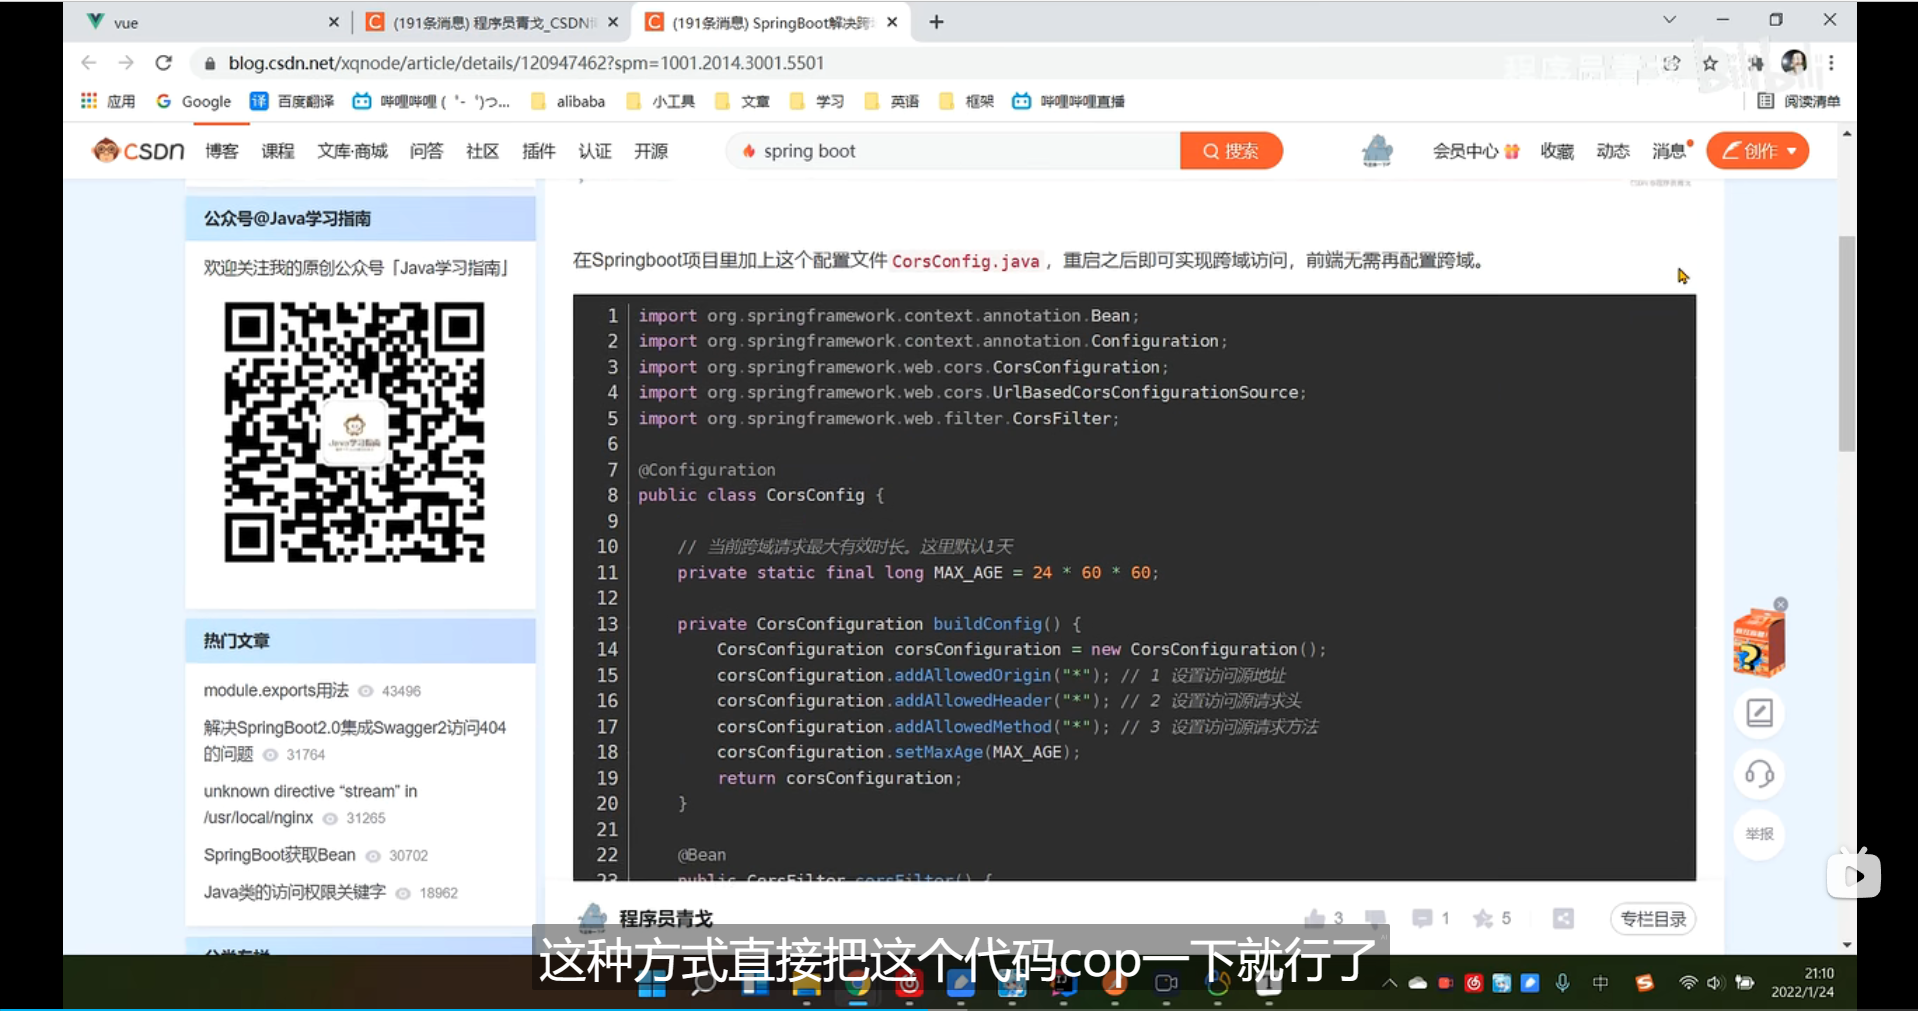 vue
(191条消息) 程序员青戈_CSDN
(191条消息) SpringBoot解决跨
blog.csdn.net/xqnode/article/details/120947462?spm=1001.2014.3001.5501
bilibili
应用
Google
译
百度翻译
哔哩哔哩 ( ゜- ゜)つ...
alibaba
小工具
文章
学习
英语
框架
哔哩哔哩直播
阅读清单
CSDN
博客
课程
文库·商城
问答
社区
插件
认证
开源
spring boot
搜索
会员中心
收藏
动态
消息
创作
公众号@Java学习指南
欢迎关注我的原创公众号「Java学习指南」
Java学习指南
热门文章
module.exports用法 43496
解决SpringBoot2.0集成Swagger2访问404
的问题 31764
unknown directive “stream” in
/usr/local/nginx 31265
SpringBoot获取Bean 30702
Java类的访问权限关键字 18962
在Springboot项目里加上这个配置文件 CorsConfig.java ，重启之后即可实现跨域访问，前端无需再配置跨域。
1 import org.springframework.context.annotation.Bean;
2 import org.springframework.context.annotation.Configuration;
3 import org.springframework.web.cors.CorsConfiguration;
4 import org.springframework.web.cors.UrlBasedCorsConfigurationSource;
5 import org.springframework.web.filter.CorsFilter;
6
7 @Configuration
8 public class CorsConfig {
9
10 // 当前跨域请求最大有效时长。这里默认1天
11 private static final long MAX_AGE = 24 * 60 * 60;
12
13 private CorsConfiguration buildConfig() {
14 CorsConfiguration corsConfiguration = new CorsConfiguration();
15 corsConfiguration.addAllowedOrigin("*"); // 1 设置访问源地址
16 corsConfiguration.addAllowedHeader("*"); // 2 设置访问源请求头
17 corsConfiguration.addAllowedMethod("*"); // 3 设置访问源请求方法
18 corsConfiguration.setMaxAge(MAX_AGE);
19 return corsConfiguration;
20 }
21
22 @Bean
23 public CorsFilter corsFilter() {
举报
程序员青戈
3
1
5
专栏目录
这种方式直接把这个代码cop一下就行了
中
21:10
2022/1/24